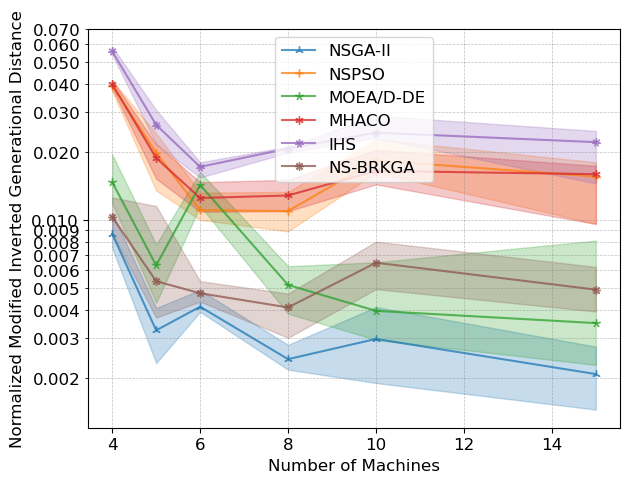 Normalized Modified Inverted Generational Distance
0.070
0.060
0.050
0.040
0.030
0.020
0.010
0.009
0.008
0.007
0.006
0.005
0.004
0.003
0.002
NSGA-II
NSPSO
MOEA/D-DE
MHACO
IHS
NS-BRKGA
4 6 8 10 12 14
Number of Machines